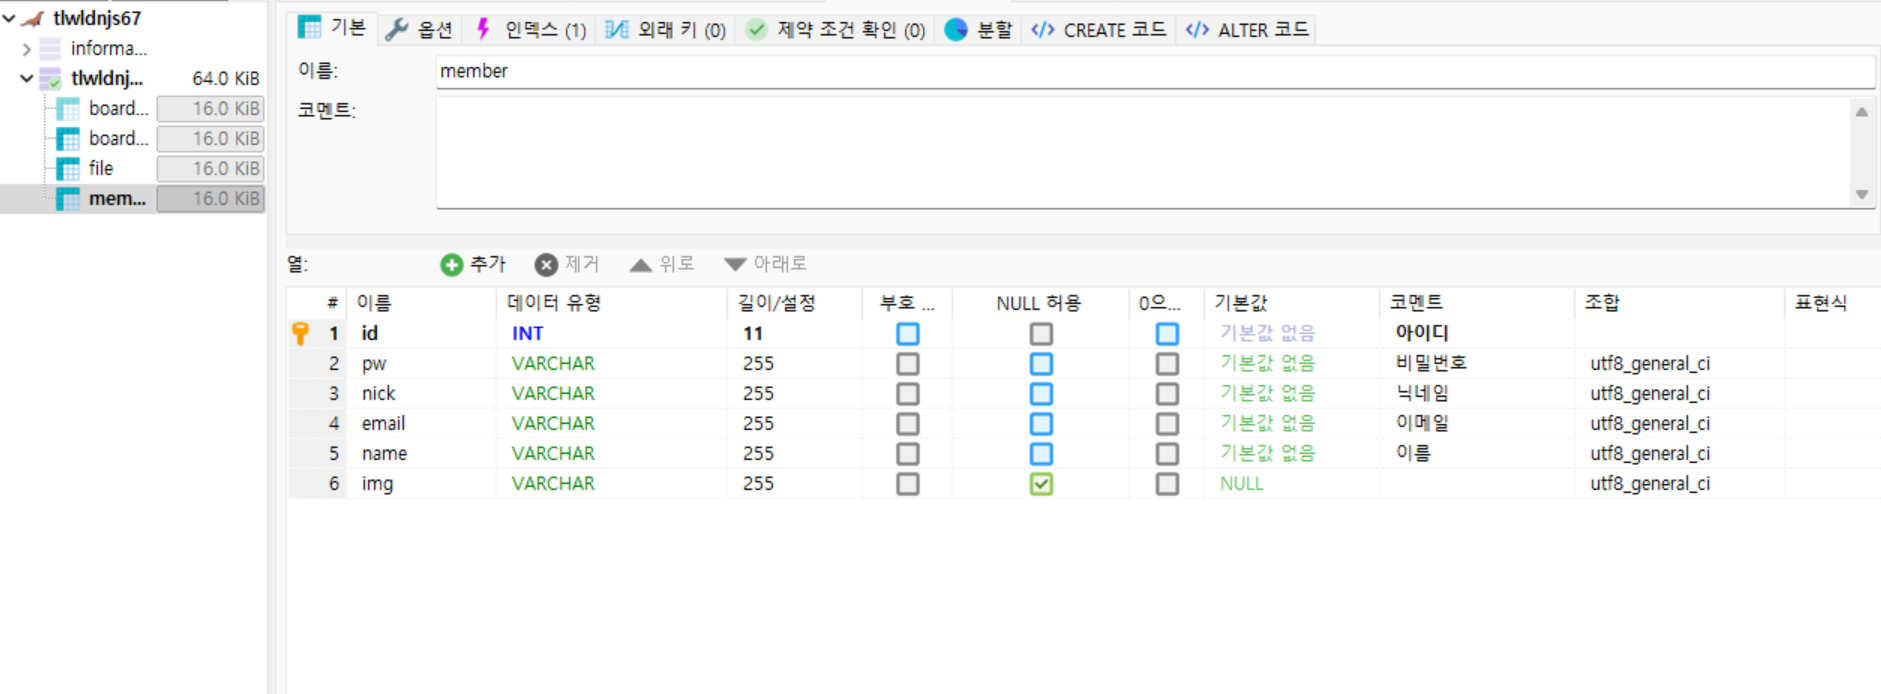 tlwldnjs67
informa...
tlwldnj... 64.0 KiB
board... 16.0 KiB
board... 16.0 KiB
file 16.0 KiB
mem... 16.0 KiB
기본 옵션 인덱스 (1) 외래 키 (0) 제약 조건 확인 (0) 분할 </> CREATE 코드 </> ALTER 코드
이름: member
코멘트:
열: 추가 제거 위로 아래로
# 이름 데이터 유형 길이/설정 부호 ... NULL 허용 0으... 기본값 코멘트 조합 표현식
1 id INT 11 기본값 없음 아이디
2 pw VARCHAR 255 기본값 없음 비밀번호 utf8_general_ci
3 nick VARCHAR 255 기본값 없음 닉네임 utf8_general_ci
4 email VARCHAR 255 기본값 없음 이메일 utf8_general_ci
5 name VARCHAR 255 기본값 없음 이름 utf8_general_ci
6 img VARCHAR 255 NULL utf8_general_ci